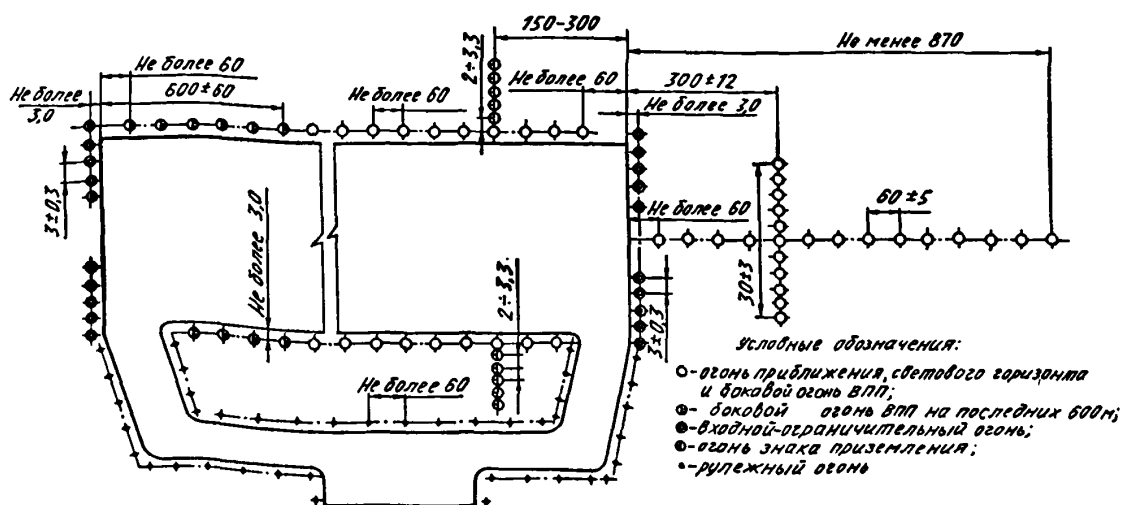 150-300
Не менее 870
2÷3,3
Не более 60
Не более 60
300±12
Не более
3,0
600±60
Не более 60
Не более 3,0
3±0,3
Не более 3,0
Не более 60
60±5
30±3
2÷3,3.
3±0,3
Не более 60
Условные обозначения:
-огонь приближения, светового горизонта
и боковой огонь ВПП;
- боковой огонь ВПП на последних 600м;
-входной-ограничительный огонь;
-огонь знака приземления;
-рулежный огонь